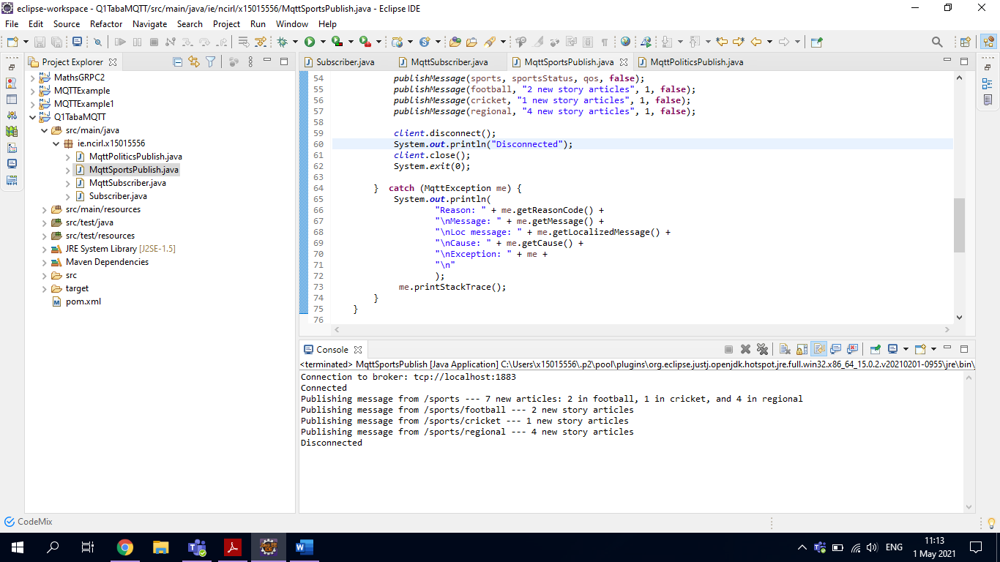 eclipse-workspace - Q1TabaMQTT/src/main/java/ie/ncirl/x15015556/MqttSportsPublish.java - Eclipse IDE
File Edit Source Refactor Navigate Search Project Run Window Help
Project Explorer
MathsGRPC2
MQTTExample
MQTTExample1
Q1TabaMQTT
src/main/java
ie.ncirl.x15015556
MqttPoliticsPublish.java
MqttSportsPublish.java
MqttSubscriber.java
Subscriber.java
src/main/resources
src/test/java
src/test/resources
JRE System Library [J2SE-1.5]
Maven Dependencies
src
target
pom.xml
Subscriber.java MqttSubscriber.java MqttSportsPublish.java MqttPoliticsPublish.java
54 publishMessage(sports, sportsStatus, qos, false);
55 publishMessage(football, "2 new story articles", 1, false);
56 publishMessage(cricket, "1 new story articles", 1, false);
57 publishMessage(regional, "4 new story articles", 1, false);
58
59 client.disconnect();
60 System.out.println("Disconnected");
61 client.close();
62 System.exit(0);
63
64 } catch (MqttException me) {
65 System.out.println(
66 "Reason: " + me.getReasonCode() +
67 "\nMessage: " + me.getMessage() +
68 "\nLoc message: " + me.getLocalizedMessage() +
69 "\nCause: " + me.getCause() +
70 "\nException: " + me +
71 "\n"
72 );
73 me.printStackTrace();
74 }
75 }
76
Console
<terminated> MqttSportsPublish [Java Application] C:\Users\x15015556\.p2\pool\plugins\org.eclipse.justj.openjdk.hotspot.jre.full.win32.x86_64_15.0.2.v20210201-0955\jre\bin\
Connection to broker: tcp://localhost:1883
Connected
Publishing message from /sports --- 7 new articles: 2 in football, 1 in cricket, and 4 in regional
Publishing message from /sports/football --- 2 new story articles
Publishing message from /sports/cricket --- 1 new story articles
Publishing message from /sports/regional --- 4 new story articles
Disconnected
CodeMix
ENG
11:13
1 May 2021